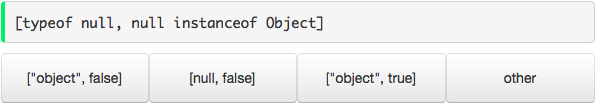 [typeof null, null instanceof Object]
["object", false] [null, false] ["object", true] other